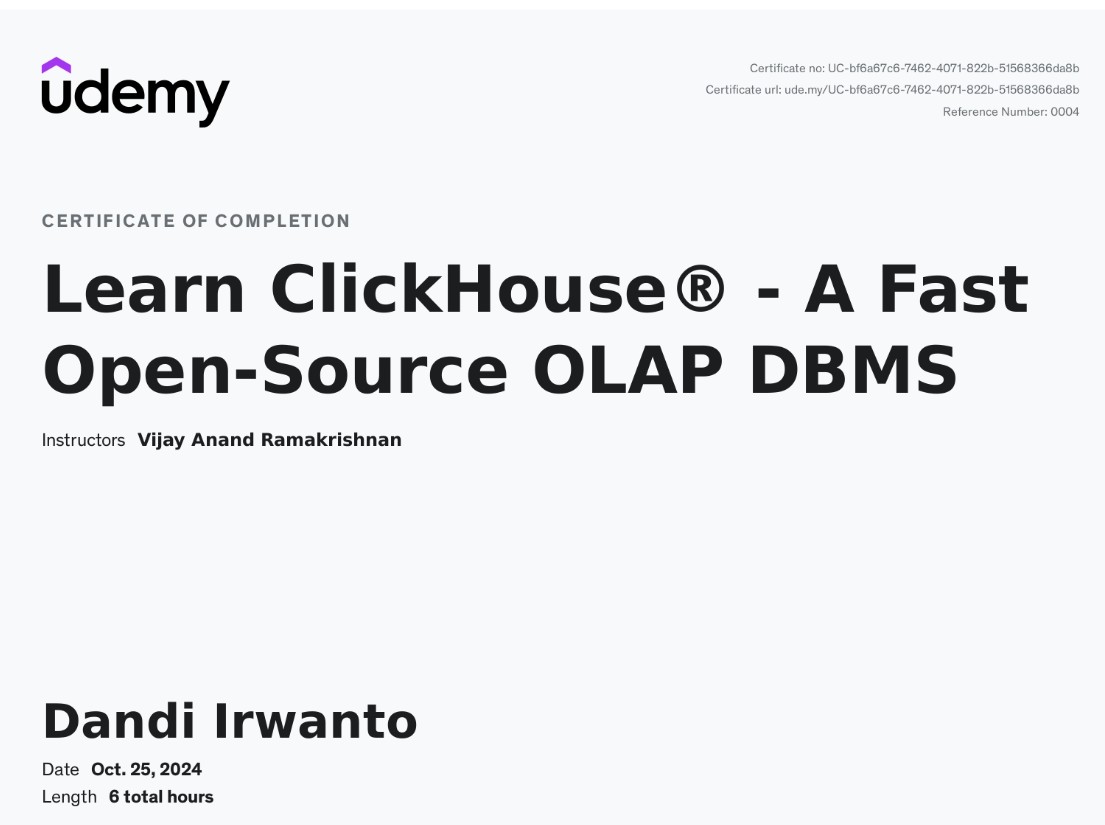 udemy
Certificate no: UC-bf6a67c6-7462-4071-822b-51568366da8b
Certificate url: ude.my/UC-bf6a67c6-7462-4071-822b-51568366da8b
Reference Number: 0004
CERTIFICATE OF COMPLETION
Learn ClickHouse® - A Fast
Open-Source OLAP DBMS
Instructors Vijay Anand Ramakrishnan
Dandi Irwanto
Date Oct. 25, 2024
Length 6 total hours